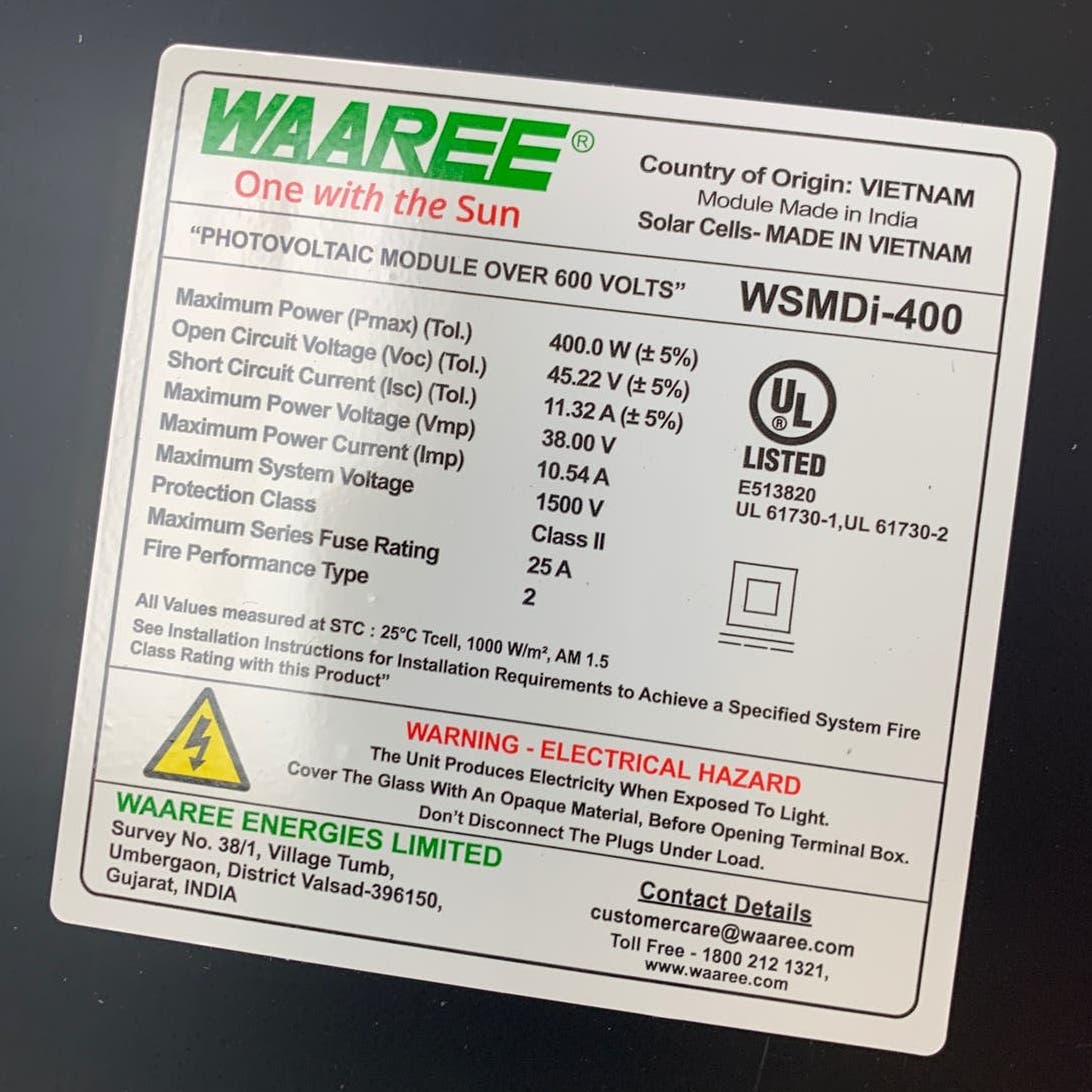 WAAREE®
One with the Sun
Country of Origin: VIETNAM
Module Made in India
Solar Cells- MADE IN VIETNAM
“PHOTOVOLTAIC MODULE OVER 600 VOLTS” WSMDi-400
Maximum Power (Pmax) (Tol.) 400.0 W (± 5%)
Open Circuit Voltage (Voc) (Tol.) 45.22 V (± 5%)
Short Circuit Current (Isc) (Tol.) 11.32 A (± 5%)
Maximum Power Voltage (Vmp) 38.00 V
Maximum Power Current (Imp) 10.54 A
Maximum System Voltage 1500 V
Protection Class Class II
Maximum Series Fuse Rating 25 A
Fire Performance Type 2
UL®
LISTED
E513820
UL 61730-1,UL 61730-2
All Values measured at STC : 25°C Tcell, 1000 W/m², AM 1.5
See Installation Instructions for Installation Requirements to Achieve a Specified System Fire
Class Rating with this Product”
WARNING - ELECTRICAL HAZARD
The Unit Produces Electricity When Exposed To Light.
Cover The Glass With An Opaque Material, Before Opening Terminal Box.
Don’t Disconnect The Plugs Under Load.
WAAREE ENERGIES LIMITED
Survey No. 38/1, Village Tumb,
Umbergaon, District Valsad-396150,
Gujarat, INDIA
Contact Details
customercare@waaree.com
Toll Free - 1800 212 1321,
www.waaree.com